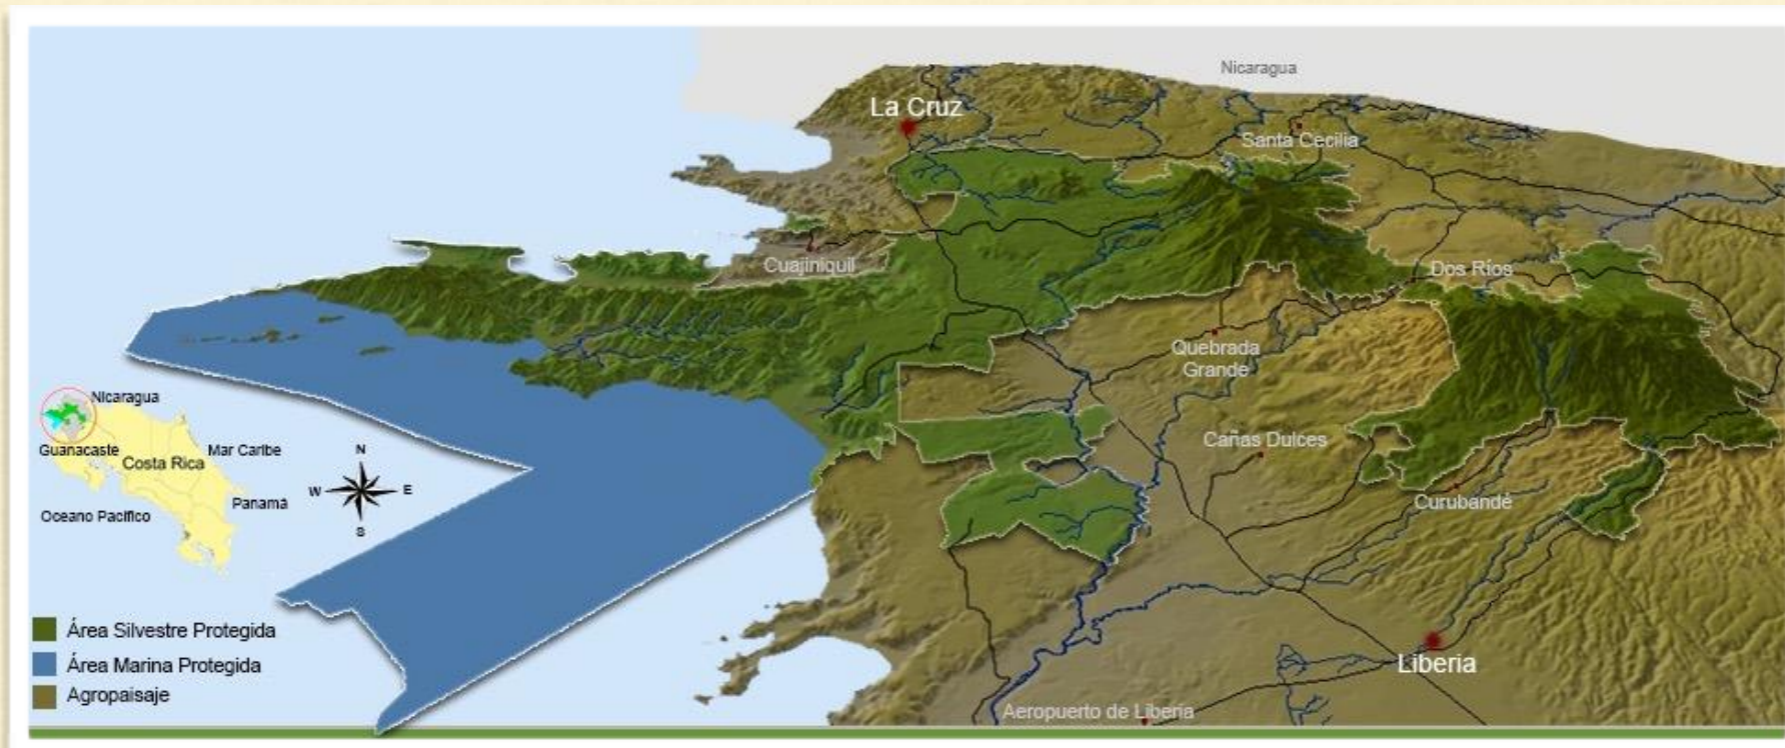 Nicaragua
La Cruz
Santa Cecilia
Cuajiniquil
Dos Ríos
Quebrada
Grande
Cañas Dulces
Curubandé
Liberia
Aeropuerto de Liberia
Nicaragua
Guanacaste
Mar Caribe
Costa Rica
Panamá
Oceano Pacífico
N
W
E
S
Área Silvestre Protegida
Área Marina Protegida
Agropaisaje